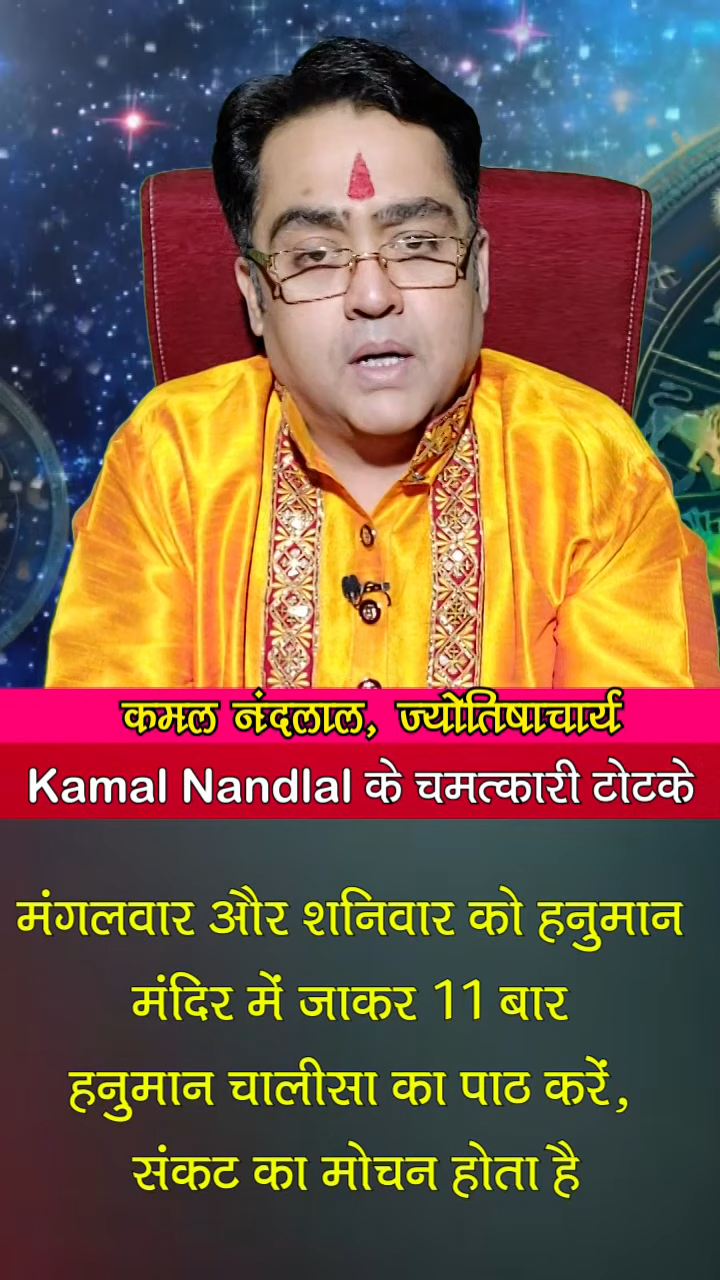 कमल नंदलाल, ज्योतिषाचार्य
Kamal Nandlal के चमत्कारी टोटके
मंगलवार और शनिवार को हनुमान
मंदिर में जाकर 11 बार
हनुमान चालीसा का पाठ करें,
संकट का मोचन होता है